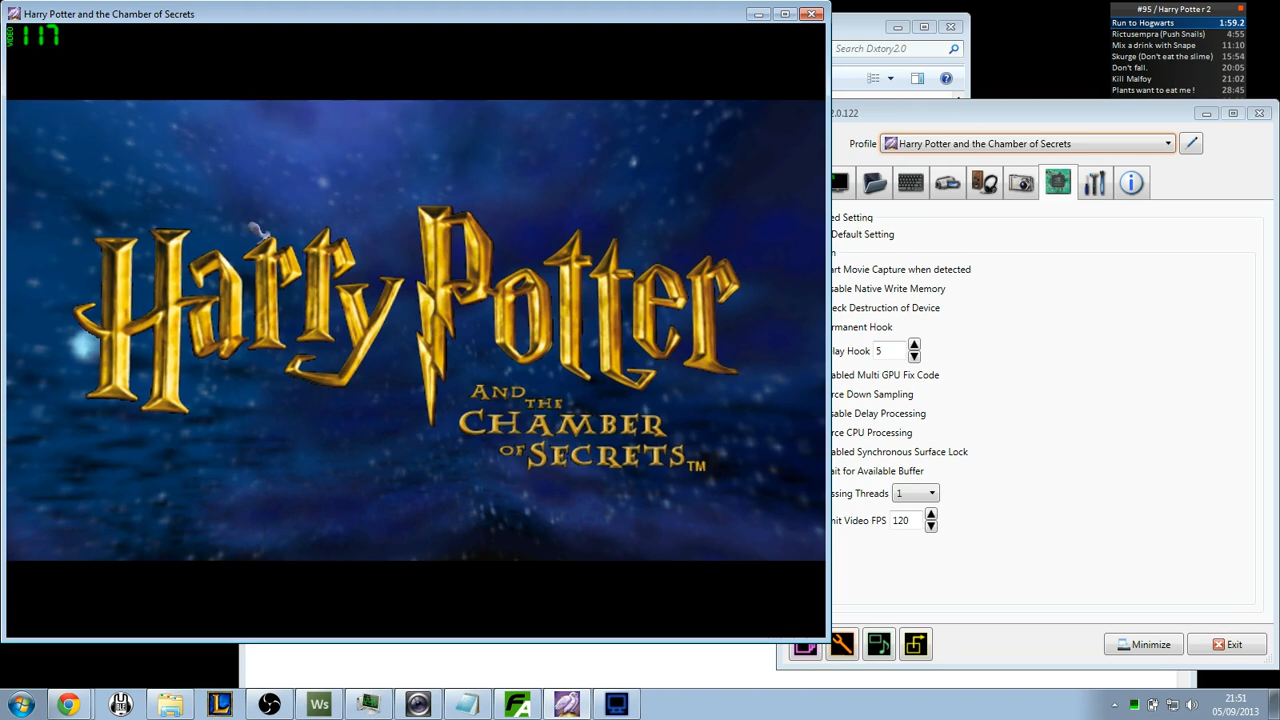 Harry Potter and the Chamber of Secrets
VIDEO 117
Harry Potter
AND THE
CHAMBER
OF SECRETS™
Search Dxtory2.0
#95 / Harry Potter 2
Run to Hogwarts 1:59.2
Rictusempra (Push Snails) 4:55
Mix a drink with Snape 11:10
Skurge (Don't eat the slime) 15:54
Don't fall. 20:05
Kill Malfoy 21:02
Plants want to eat me ! 28:45
2.0.122
Profile Harry Potter and the Chamber of Secrets
ed Setting
Default Setting
n
art Movie Capture when detected
sable Native Write Memory
eck Destruction of Device
rmanent Hook
lay Hook 5
abled Multi GPU Fix Code
rce Down Sampling
sable Delay Processing
rce CPU Processing
abled Synchronous Surface Lock
ait for Available Buffer
ssing Threads 1
mit Video FPS 120
Minimize Exit
Ws
FA
21:51
05/09/2013